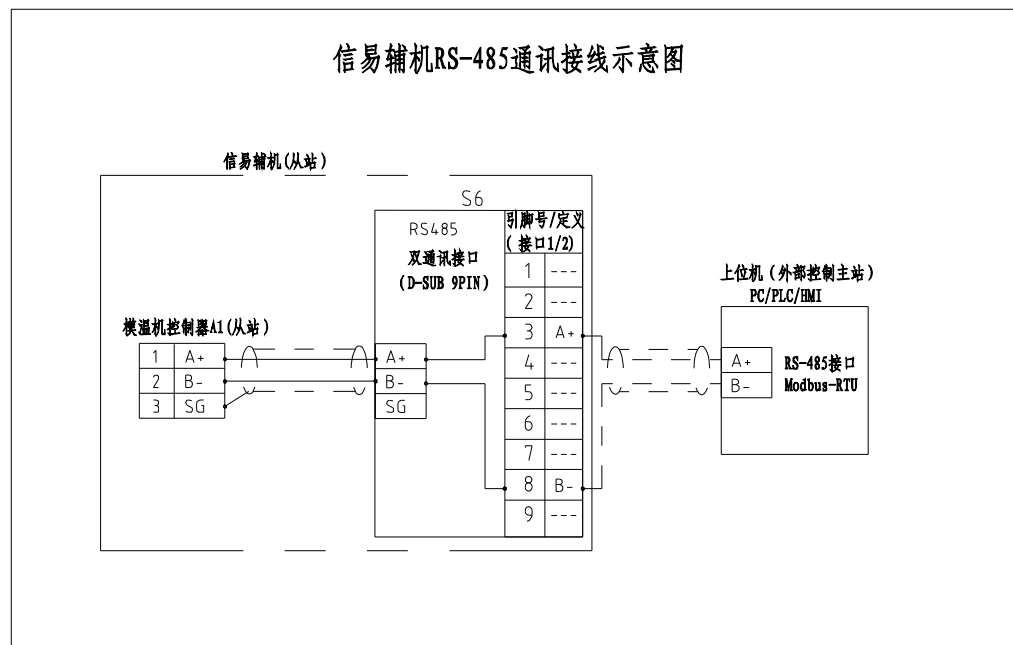 信易辅机RS-485通讯接线示意图
信易辅机(从站)
S6
RS485
双通讯接口
(D-SUB 9PIN)
引脚号/定义
(接口1/2)
1 ---
2 ---
3 A+
4 ---
5 ---
6 ---
7 ---
8 B-
9 ---
模温机控制器A1(从站)
1 A+
2 B-
3 SG
A+
B-
SG
上位机(外部控制主站)
PC/PLC/HMI
A+
B-
RS-485接口
Modbus-RTU